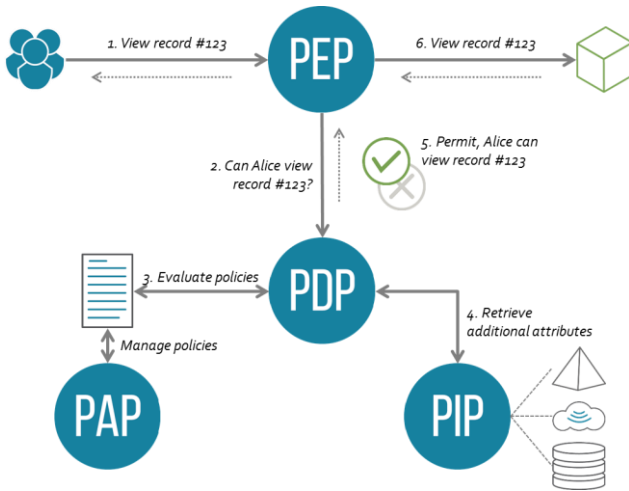 1. View record #123
PEP
6. View record #123
2. Can Alice view
record #123?
5. Permit, Alice can
view record #123
3. Evaluate policies
PDP
4. Retrieve
additional attributes
Manage policies
PAP
PIP